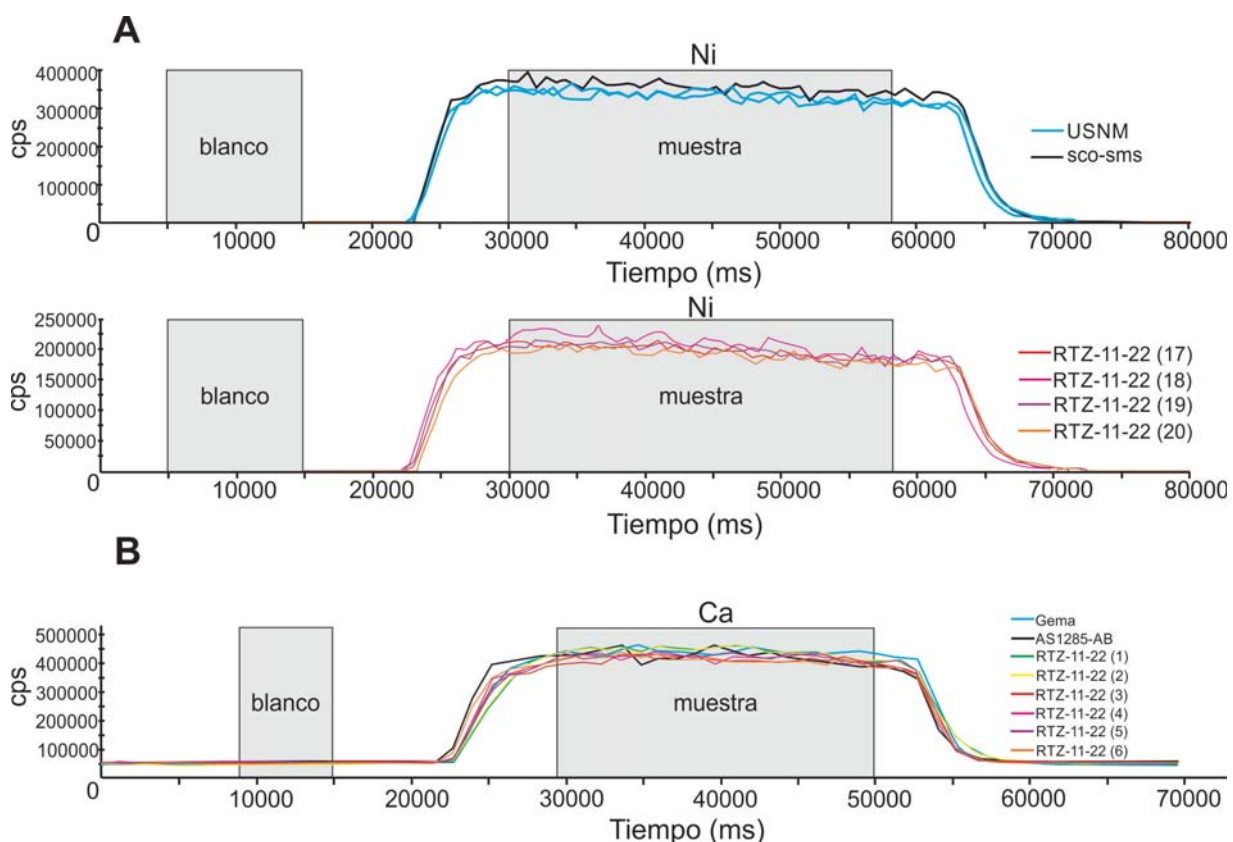 A
Ni
400000
300000
200000
100000
0
cps
blanco
muestra
USNM
sco-sms
10000 20000 30000 40000 50000 60000 70000 80000
Tiempo (ms)
Ni
250000
200000
150000
100000
50000
0
cps
blanco
muestra
RTZ-11-22 (17)
RTZ-11-22 (18)
RTZ-11-22 (19)
RTZ-11-22 (20)
10000 20000 30000 40000 50000 60000 70000 80000
Tiempo (ms)
B
Ca
500000
400000
300000
200000
100000
0
cps
blanco
muestra
Gema
AS1285-AB
RTZ-11-22 (1)
RTZ-11-22 (2)
RTZ-11-22 (3)
RTZ-11-22 (4)
RTZ-11-22 (5)
RTZ-11-22 (6)
10000 20000 30000 40000 50000 60000 70000
Tiempo (ms)